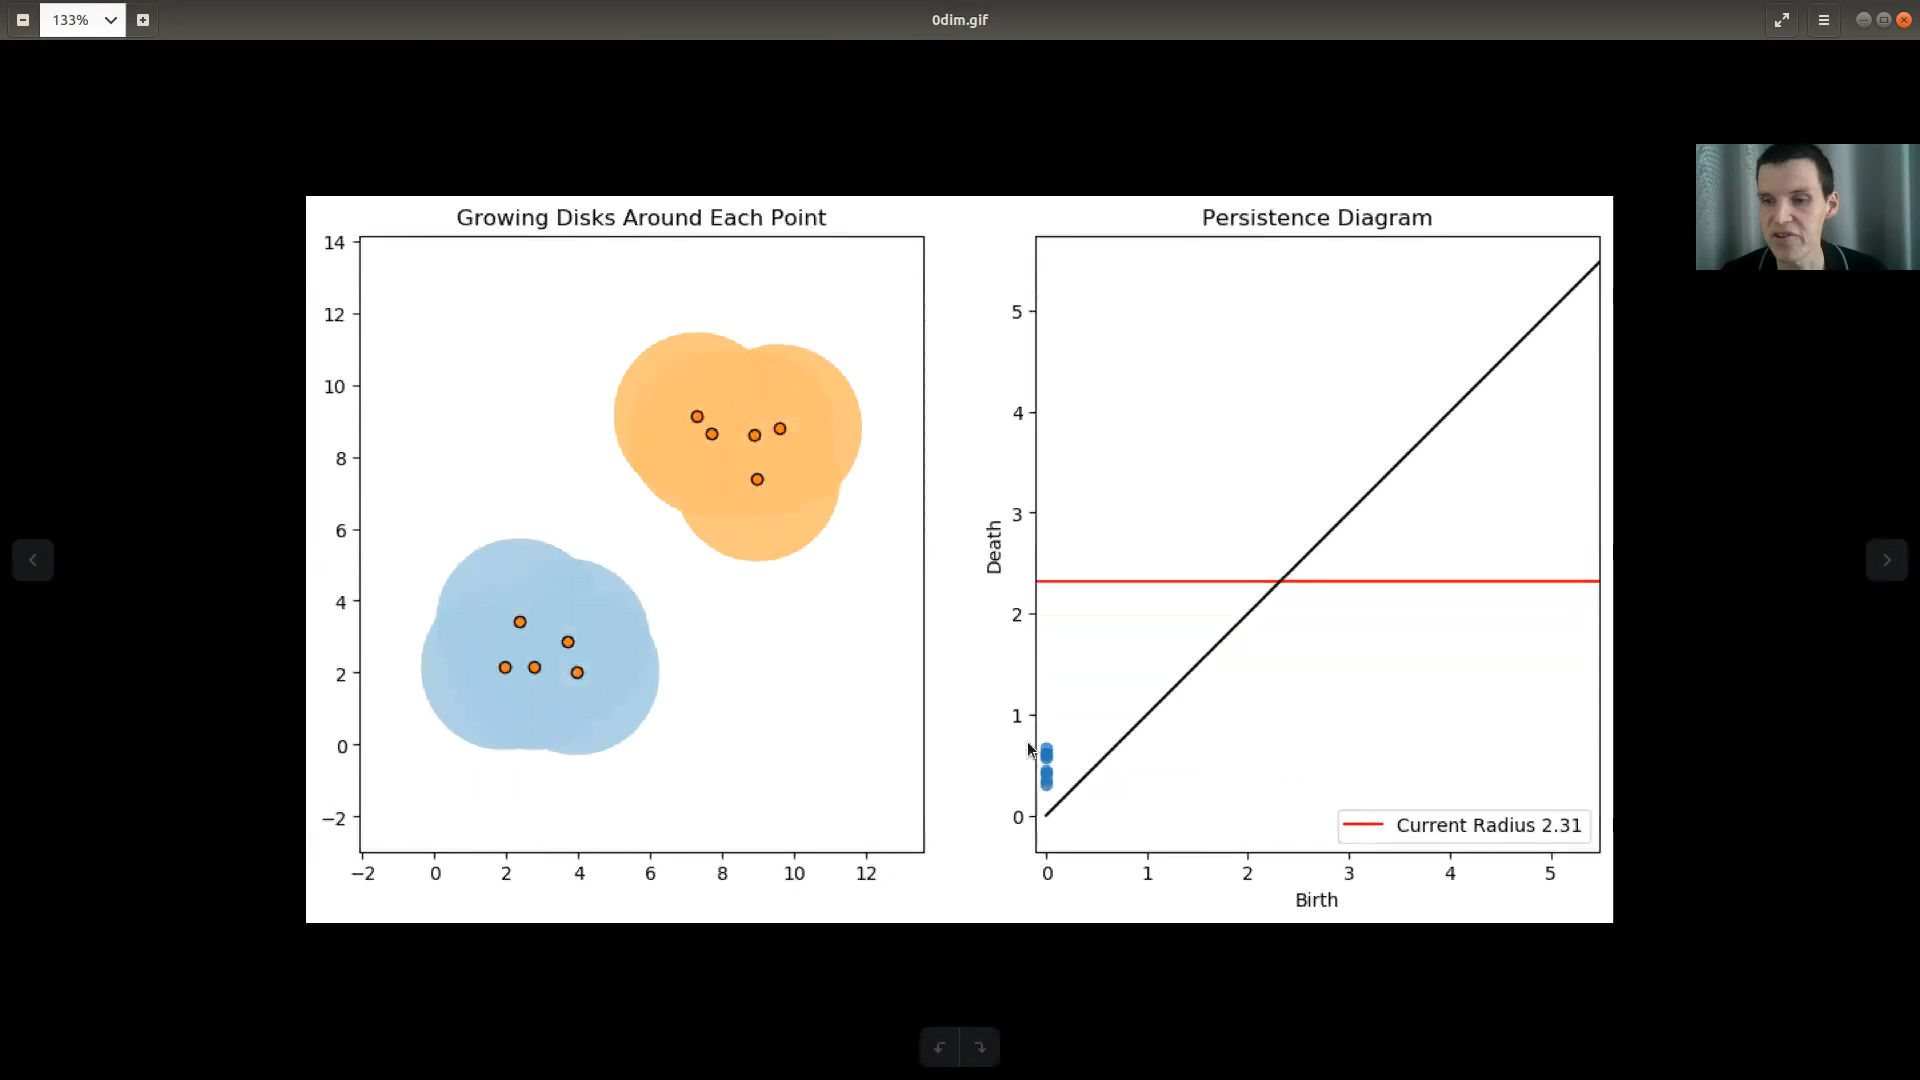 133%
0dim.gif
Growing Disks Around Each Point
14
12
10
8
6
4
2
0
−2
−2 0 2 4 6 8 10 12
Persistence Diagram
Death
5
4
3
2
1
0
Current Radius 2.31
0 1 2 3 4 5
Birth